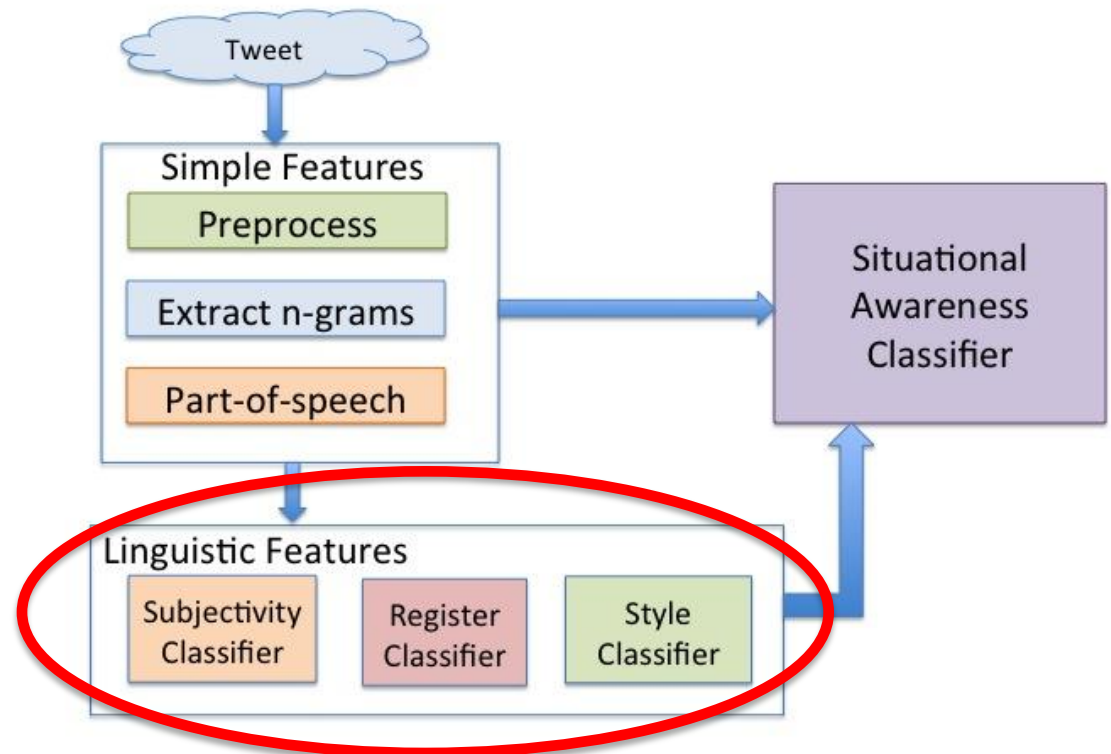 Tweet
Simple Features
Preprocess
Extract n-grams
Part-of-speech
Situational
Awareness
Classifier
Linguistic Features
Subjectivity
Classifier
Register
Classifier
Style
Classifier